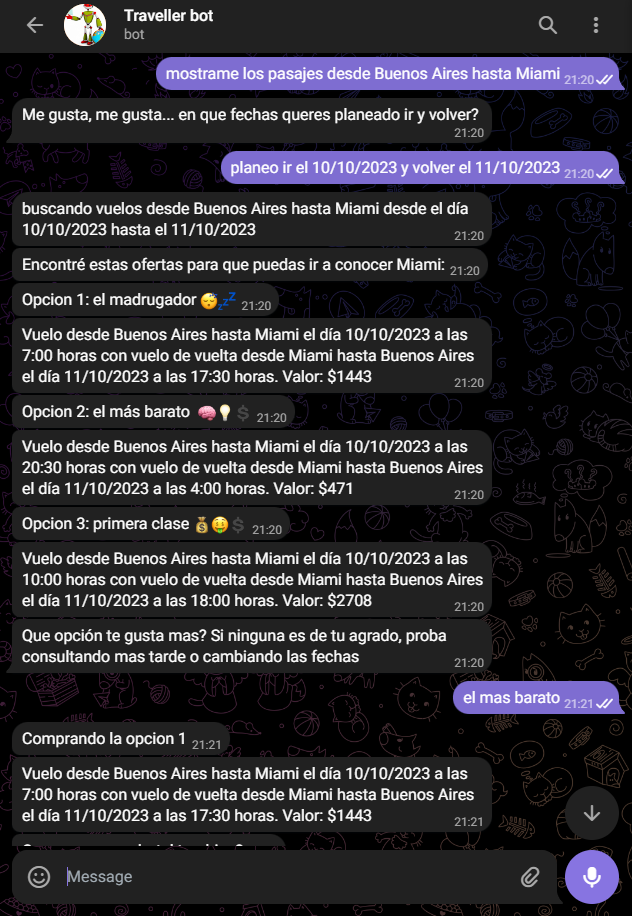 Traveller bot
bot
mostrame los pasajes desde Buenos Aires hasta Miami 21:20
Me gusta, me gusta... en que fechas queres planeado ir y volver?
21:20
planeo ir el 10/10/2023 y volver el 11/10/2023 21:20
buscando vuelos desde Buenos Aires hasta Miami desde el día
10/10/2023 hasta el 11/10/2023
21:20
Encontré estas ofertas para que puedas ir a conocer Miami: 21:20
Opcion 1: el madrugador 😴💤 21:20
Vuelo desde Buenos Aires hasta Miami el día 10/10/2023 a las
7:00 horas con vuelo de vuelta desde Miami hasta Buenos Aires
el día 11/10/2023 a las 17:30 horas. Valor: $1443
21:20
Opcion 2: el más barato 🧠💡💲 21:20
Vuelo desde Buenos Aires hasta Miami el día 10/10/2023 a las
20:30 horas con vuelo de vuelta desde Miami hasta Buenos Aires
el día 11/10/2023 a las 4:00 horas. Valor: $471
21:20
Opcion 3: primera clase 💰🤑💲 21:20
Vuelo desde Buenos Aires hasta Miami el día 10/10/2023 a las
10:00 horas con vuelo de vuelta desde Miami hasta Buenos Aires
el día 11/10/2023 a las 18:00 horas. Valor: $2708
21:20
Que opción te gusta mas? Si ninguna es de tu agrado, proba
consultando mas tarde o cambiando las fechas
21:20
el mas barato 21:21
Comprando la opcion 1 21:21
Vuelo desde Buenos Aires hasta Miami el día 10/10/2023 a las
7:00 horas con vuelo de vuelta desde Miami hasta Buenos Aires
el día 11/10/2023 a las 17:30 horas. Valor: $1443
21:21
Message